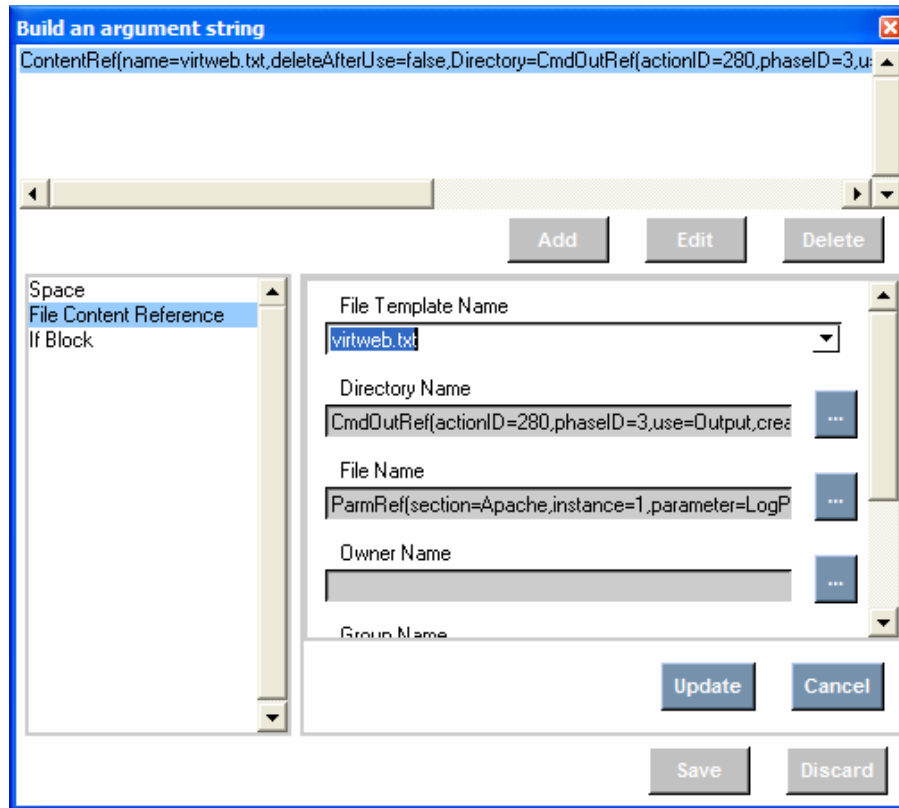 Build an argument string
ContentRef(name=virtweb.txt,deleteAfterUse=false,Directory=CmdOutRef(actionID=280,phaseID=3,u
Add Edit Delete
Space
File Content Reference
If Block
File Template Name
virtweb.txt
Directory Name
CmdOutRef(actionID=280,phaseID=3,use=Output,crea
...
File Name
ParmRef(section=Apache,instance=1,parameter=LogP
...
Owner Name
...
Group Name
Update Cancel
Save Discard